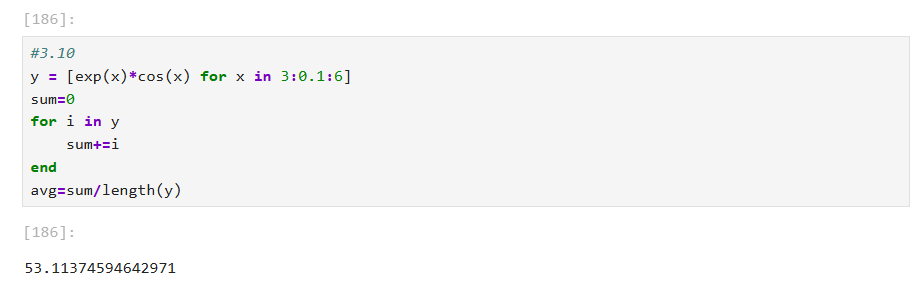 [186]:
#3.10
y = [exp(x)*cos(x) for x in 3:0.1:6]
sum=0
for i in y
    sum+=i
end
avg=sum/length(y)
[186]:
53.11374594642971